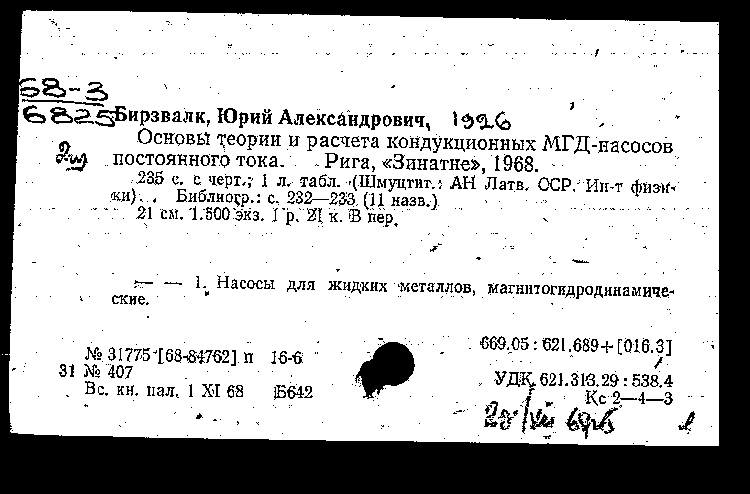 68-3
6825 Бирзвалк, Юрий Александрович, 1926
Основы теории и расчета кондукционных МГД-насосов
постоянного тока. Рига, «Зинатне», 1968.
235 с. с черт.; 1 л. табл. (Шмуцтит.: АН Латв. ССР. Ин-т физи-
ки). Библиогр.: с. 232—233 (11 назв.)
21 см. 1.500 экз. 1 р. 21 к. В пер.
— — 1. Насосы для жидких металлов, магнитогидродинамиче-
ские.
№ 31775 [68-84762] п 16-6
669.05 : 621.689+[016.3]
31 № 407
УДК 621.313.29 : 538.4
Вс. кн. пал. 1 XI 68 Б642
Кс 2—4—3